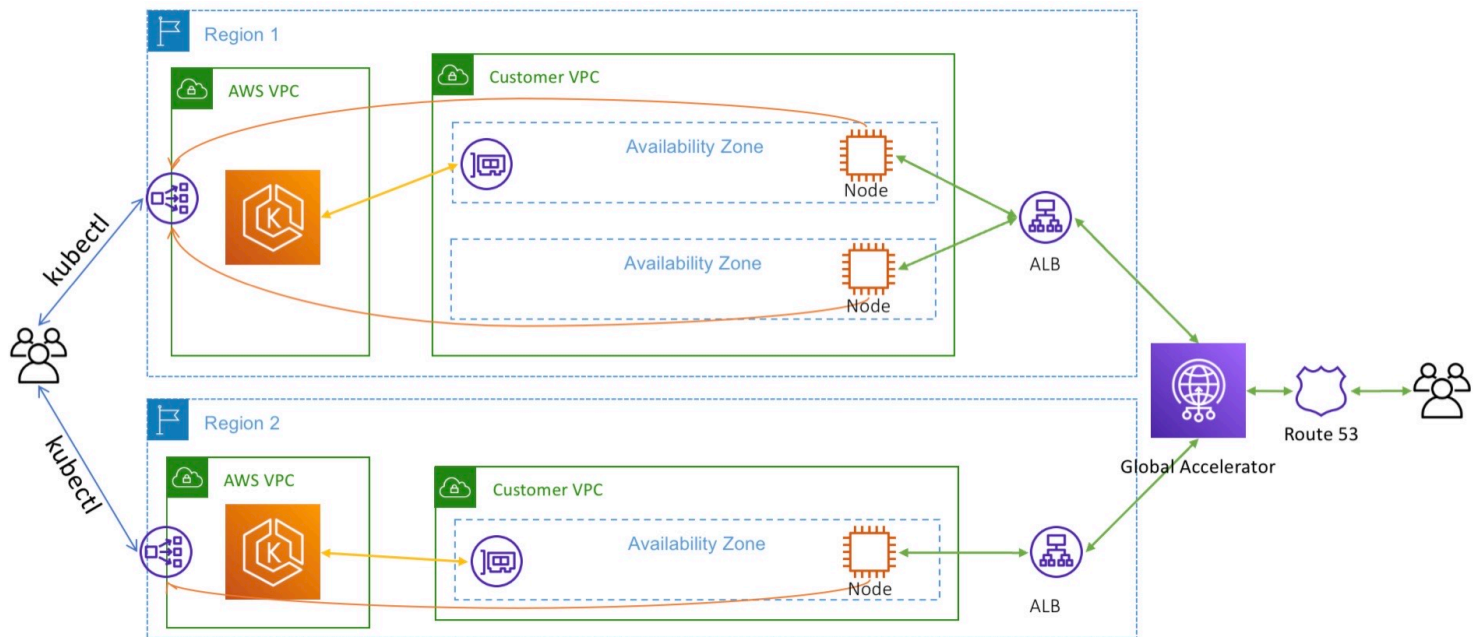 Region 1
AWS VPC
Customer VPC
Availability Zone
Node
kubectl
Availability Zone
Node
ALB
Region 2
AWS VPC
Customer VPC
kubectl
Availability Zone
Node
ALB
Global Accelerator
Route 53
K
K